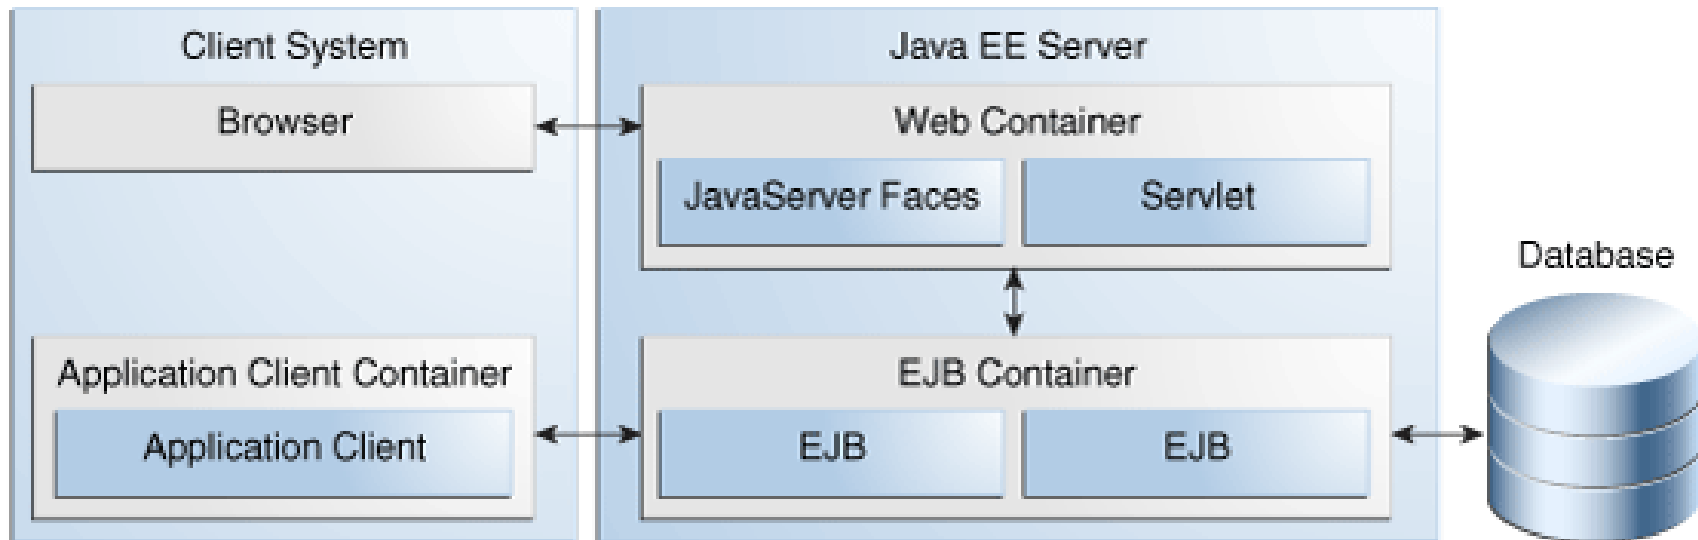 Client System
Browser
Application Client Container
Application Client
Java EE Server
Web Container
JavaServer Faces
Servlet
EJB Container
EJB
EJB
Database